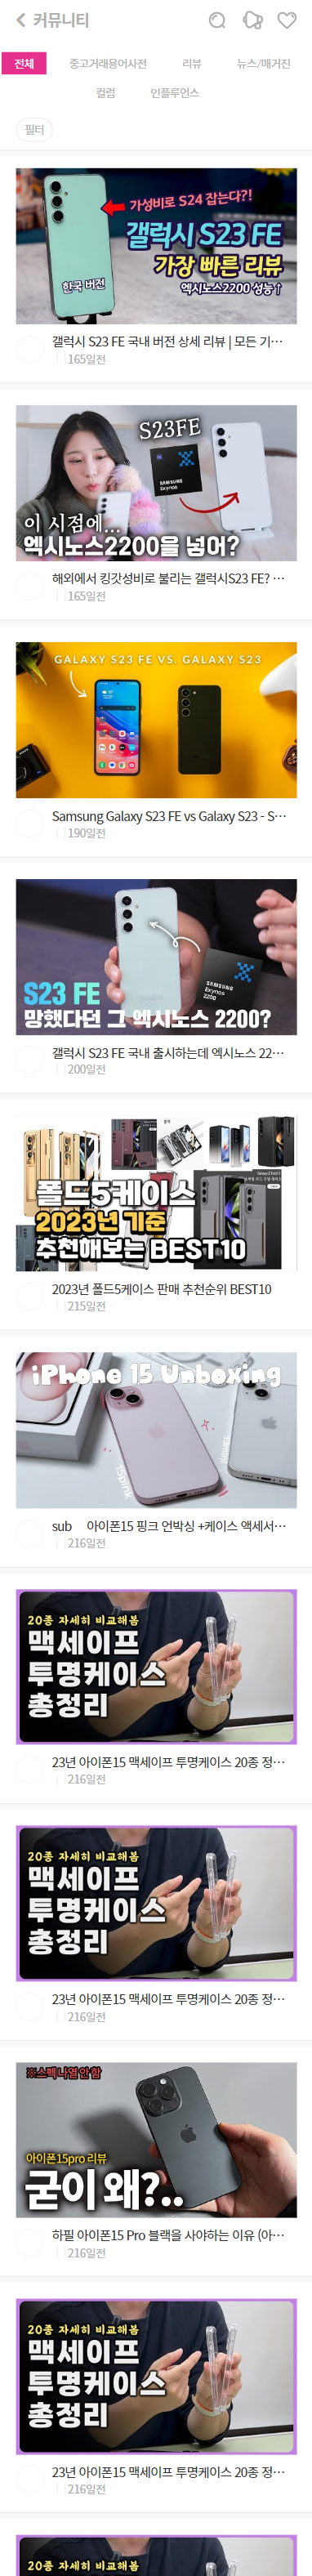 커뮤니티
전체
중고거래용어사전
리뷰
뉴스/매거진
컬럼
인플루언스
필터
가성비로 S24 잡는다?!
갤럭시 S23 FE
가장 빠른 리뷰
한국 버전
엑시노스2200 성능↑
갤럭시 S23 FE 국내 버전 상세 리뷰 | 모든 기…
165일전
S23FE
SAMSUNG
Exynos
이 시점에...
엑시노스2200을 넘어?
해외에서 킹갓성비로 불리는 갤럭시S23 FE? …
165일전
GALAXY S23 FE VS. GALAXY S23
Samsung Galaxy S23 FE vs Galaxy S23 - S…
190일전
SAMSUNG
Exynos
2200
S23 FE
망했다던 그 엑시노스 2200?
갤럭시 S23 FE 국내 출시하는데 엑시노스 22…
200일전
폴드5케이스
2023년 기준
추천해보는 BEST10
2023년 폴드5케이스 판매 추천순위 BEST10
215일전
iPhone 15 Unboxing
15pink
sub 아이폰15 핑크 언박싱 +케이스 액세서…
216일전
20종 자세히 비교해봄
맥세이프
투명케이스
총정리
23년 아이폰15 맥세이프 투명케이스 20종 정…
216일전
20종 자세히 비교해봄
맥세이프
투명케이스
총정리
23년 아이폰15 맥세이프 투명케이스 20종 정…
216일전
※스펙나열안함
아이폰15pro 리뷰
굳이 왜?..
하필 아이폰15 Pro 블랙을 사야하는 이유 (아…
216일전
20종 자세히 비교해봄
맥세이프
투명케이스
총정리
23년 아이폰15 맥세이프 투명케이스 20종 정…
216일전
20종 자세히 비교해봄